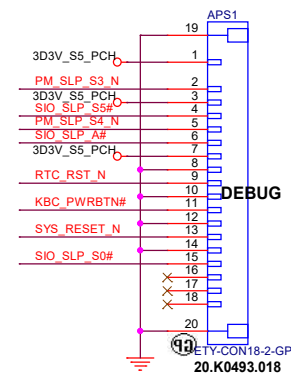 APS1
19
3D3V_S5_PCH
1
PM_SLP_S3_N
2
3D3V_S5_PCH
3
SIO_SLP_S5#
4
PM_SLP_S4_N
5
SIO_SLP_A#
6
3D3V_S5_PCH
7
8
RTC_RST_N
9
10
DEBUG
KBC_PWRBTN#
11
12
SYS_RESET_N
13
14
SIO_SLP_S0#
15
16
17
18
20
GP
ETY-CON18-2-GP
20.K0493.018